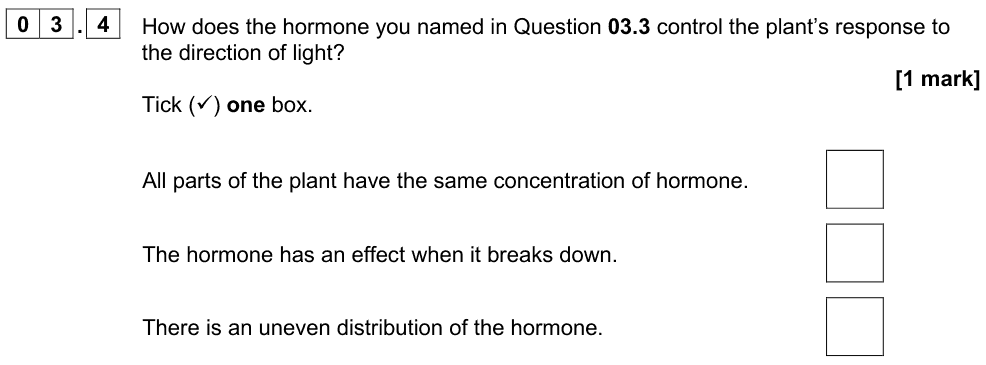 0 3 . 4 How does the hormone you named in Question 03.3 control the plant's response to
the direction of light?
[1 mark]
Tick (✓) one box.
All parts of the plant have the same concentration of hormone.
The hormone has an effect when it breaks down.
There is an uneven distribution of the hormone.